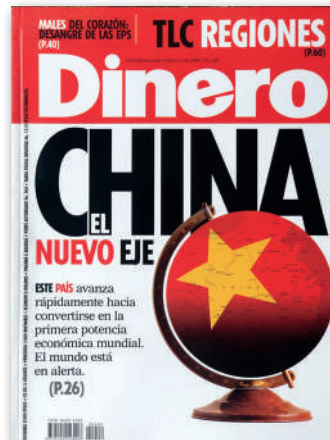 MALES DEL CORAZÓN:
DESANGRE DE LAS EPS
(P.40)
TLC REGIONES
(P.60)
Dinero
CHINA
EL
NUEVO EJE
ESTE PAÍS avanza
rápidamente hacia
convertirse en la
primera potencia
económica mundial.
El mundo está
en alerta.
(P.26)